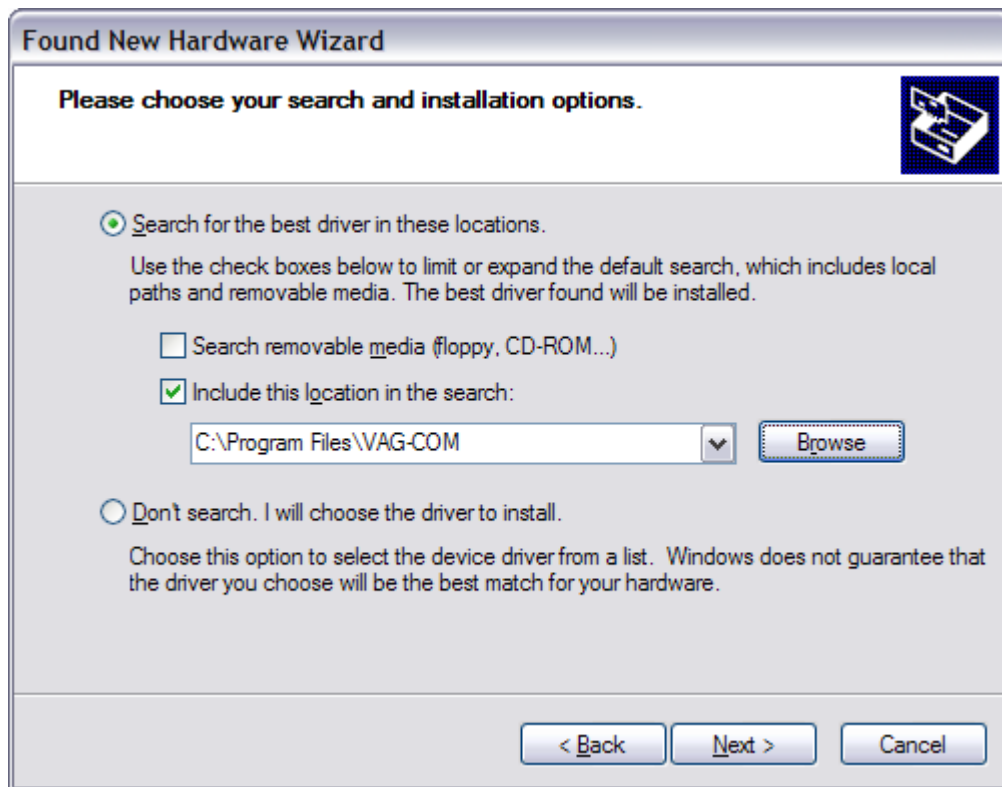 Found New Hardware Wizard
Please choose your search and installation options.
Search for the best driver in these locations.
Use the check boxes below to limit or expand the default search, which includes local
paths and removable media. The best driver found will be installed.
Search removable media (floppy, CD-ROM...)
Include this location in the search:
C:\Program Files\VAG-COM
Browse
Don't search. I will choose the driver to install.
Choose this option to select the device driver from a list. Windows does not guarantee that
the driver you choose will be the best match for your hardware.
< Back
Next >
Cancel